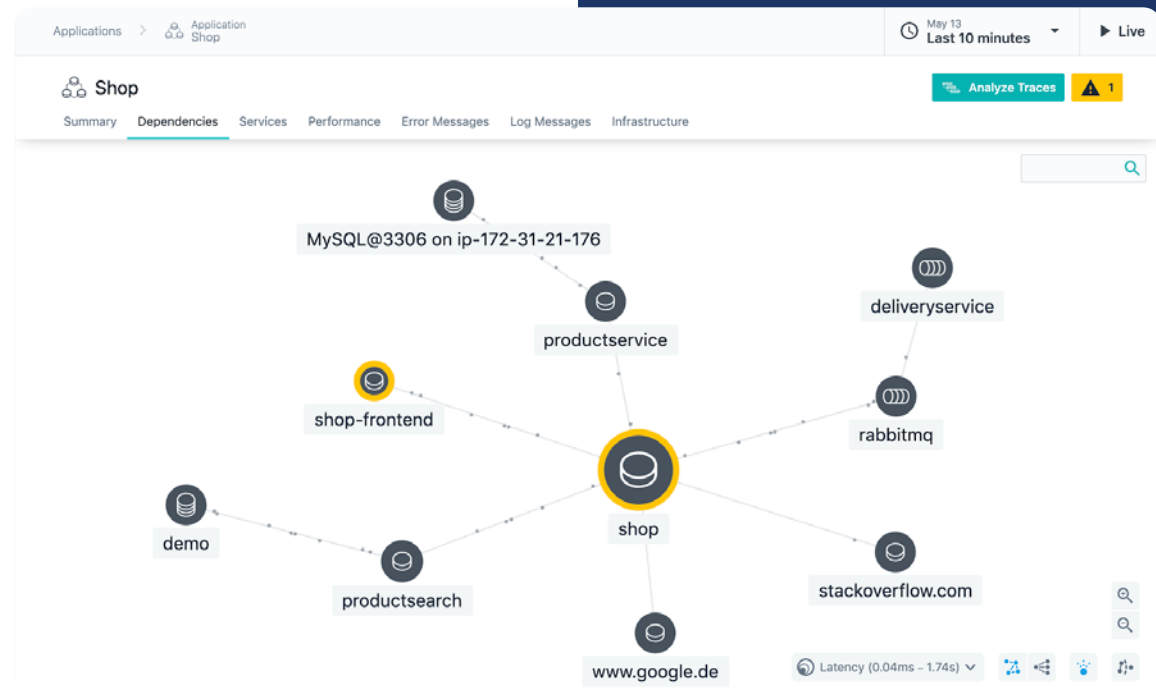 Applications
Application
Shop
May 13
Last 10 minutes
Live
Shop
Analyze Traces
1
Summary Dependencies Services Performance Error Messages Log Messages Infrastructure
MySQL@3306 on ip-172-31-21-176
deliveryservice
productservice
shop-frontend
rabbitmq
shop
demo
stackoverflow.com
productsearch
www.google.de
Latency (0.04ms – 1.74s)